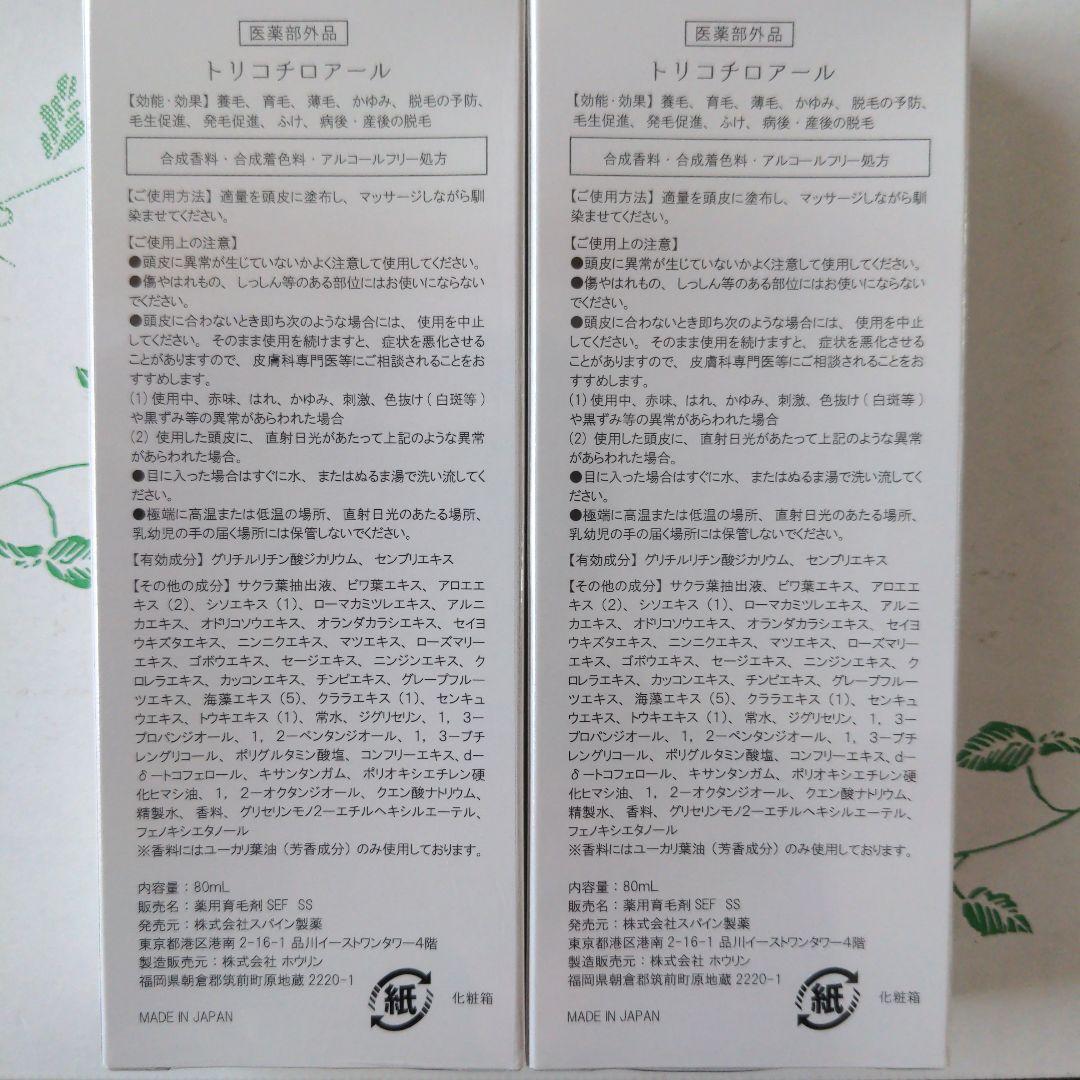 医薬部外品
トリコチロアール
【効能・効果】養毛、育毛、薄毛、かゆみ、脱毛の予防、
毛生促進、発毛促進、ふけ、病後・産後の脱毛
合成香料・合成着色料・アルコールフリー処方
【ご使用方法】適量を頭皮に塗布し、マッサージしながら馴
染ませてください。
【ご使用上の注意】
●頭皮に異常が生じていないかよく注意して使用してください。
●傷やはれもの、しっしん等のある部位にはお使いにならない
でください。
●頭皮に合わないとき即ち次のような場合には、使用を中止
してください。そのまま使用を続けますと、症状を悪化させる
ことがありますので、皮膚科専門医等にご相談されることをお
すすめします。
(1)使用中、赤味、はれ、かゆみ、刺激、色抜け(白斑等)
や黒ずみ等の異常があらわれた場合
(2) 使用した頭皮に、直射日光があたって上記のような異常
があらわれた場合。
●目に入った場合はすぐに水、またはぬるま湯で洗い流してく
ださい。
●極端に高温または低温の場所、直射日光のあたる場所、
乳幼児の手の届く場所には保管しないでください。
【有効成分】グリチルリチン酸ジカリウム、センブリエキス
【その他の成分】サクラ葉抽出液、ビワ葉エキス、アロエエ
キス（2）、シソエキス（1）、ローマカミツレエキス、アルニ
カエキス、オドリコソウエキス、オランダカラシエキス、セイヨ
ウキズタエキス、ニンニクエキス、マツエキス、ローズマリー
エキス、ゴボウエキス、セージエキス、ニンジンエキス、ク
ロレラエキス、カッコンエキス、チンピエキス、グレープフルー
ツエキス、海藻エキス（5）、クララエキス（1）、センキュ
ウエキス、トウキエキス（1）、常水、ジグリセリン、1，3－
プロパンジオール、1，2－ペンタンジオール、1，3－ブチ
レングリコール、ポリグルタミン酸塩、コンフリーエキス、d－
δ－トコフェロール、キサンタンガム、ポリオキシエチレン硬
化ヒマシ油、1，2－オクタンジオール、クエン酸ナトリウム、
精製水、香料、グリセリンモノ2－エチルヘキシルエーテル、
フェノキシエタノール
※香料にはユーカリ葉油（芳香成分）のみ使用しております。
内容量：80mL
販売名：薬用育毛剤 SEF SS
発売元：株式会社スパイン製薬
東京都港区港南 2-16-1 品川イーストワンタワー4階
製造販売元：株式会社 ホウリン
福岡県朝倉郡筑前町原地蔵 2220-1
紙
化粧箱
MADE IN JAPAN
医薬部外品
トリコチロアール
【効能・効果】養毛、育毛、薄毛、かゆみ、脱毛の予防、
毛生促進、発毛促進、ふけ、病後・産後の脱毛
合成香料・合成着色料・アルコールフリー処方
【ご使用方法】適量を頭皮に塗布し、マッサージしながら馴
染ませてください。
【ご使用上の注意】
●頭皮に異常が生じていないかよく注意して使用してください。
●傷やはれもの、しっしん等のある部位にはお使いにならない
でください。
●頭皮に合わないとき即ち次のような場合には、使用を中止
してください。そのまま使用を続けますと、症状を悪化させる
ことがありますので、皮膚科専門医等にご相談されることをお
すすめします。
(1)使用中、赤味、はれ、かゆみ、刺激、色抜け(白斑等)
や黒ずみ等の異常があらわれた場合
(2) 使用した頭皮に、直射日光があたって上記のような異常
があらわれた場合。
●目に入った場合はすぐに水、またはぬるま湯で洗い流してく
ださい。
●極端に高温または低温の場所、直射日光のあたる場所、
乳幼児の手の届く場所には保管しないでください。
【有効成分】グリチルリチン酸ジカリウム、センブリエキス
【その他の成分】サクラ葉抽出液、ビワ葉エキス、アロエエ
キス（2）、シソエキス（1）、ローマカミツレエキス、アルニ
カエキス、オドリコソウエキス、オランダカラシエキス、セイヨ
ウキズタエキス、ニンニクエキス、マツエキス、ローズマリー
エキス、ゴボウエキス、セージエキス、ニンジンエキス、ク
ロレラエキス、カッコンエキス、チンピエキス、グレープフルー
ツエキス、海藻エキス（5）、クララエキス（1）、センキュ
ウエキス、トウキエキス（1）、常水、ジグリセリン、1，3－
プロパンジオール、1，2－ペンタンジオール、1，3－ブチ
レングリコール、ポリグルタミン酸塩、コンフリーエキス、d－
δ－トコフェロール、キサンタンガム、ポリオキシエチレン硬
化ヒマシ油、1，2－オクタンジオール、クエン酸ナトリウム、
精製水、香料、グリセリンモノ2－エチルヘキシルエーテル、
フェノキシエタノール
※香料にはユーカリ葉油（芳香成分）のみ使用しております。
内容量：80mL
販売名：薬用育毛剤 SEF SS
発売元：株式会社スパイン製薬
東京都港区港南 2-16-1 品川イーストワンタワー4階
製造販売元：株式会社 ホウリン
福岡県朝倉郡筑前町原地蔵 2220-1
紙
化粧箱
MADE IN JAPAN